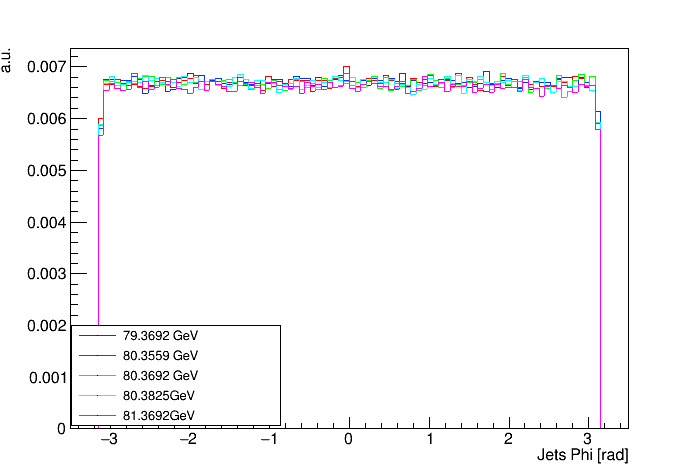 a.u.
0.007
0.006
0.005
0.004
0.003
0.002
0.001
0
79.3692 GeV
80.3559 GeV
80.3692 GeV
80.3825GeV
81.3692GeV
−3 −2 −1 0 1 2 3
Jets Phi [rad]